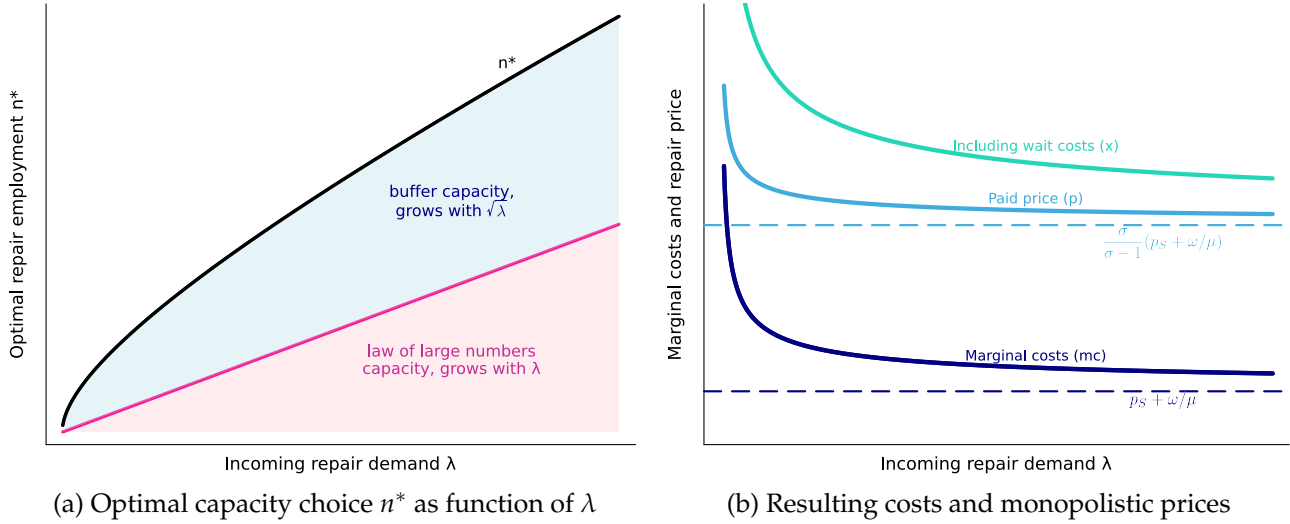 Optimal repair employment n*
n*
buffer capacity,
grows with √λ
law of large numbers
capacity, grows with λ
Incoming repair demand λ
(a) Optimal capacity choice n* as function of λ
Marginal costs and repair price
Including wait costs (x)
Paid price (p)
σ/(σ − 1) (p_S + ω/μ)
Marginal costs (mc)
p_S + ω/μ
Incoming repair demand λ
(b) Resulting costs and monopolistic prices